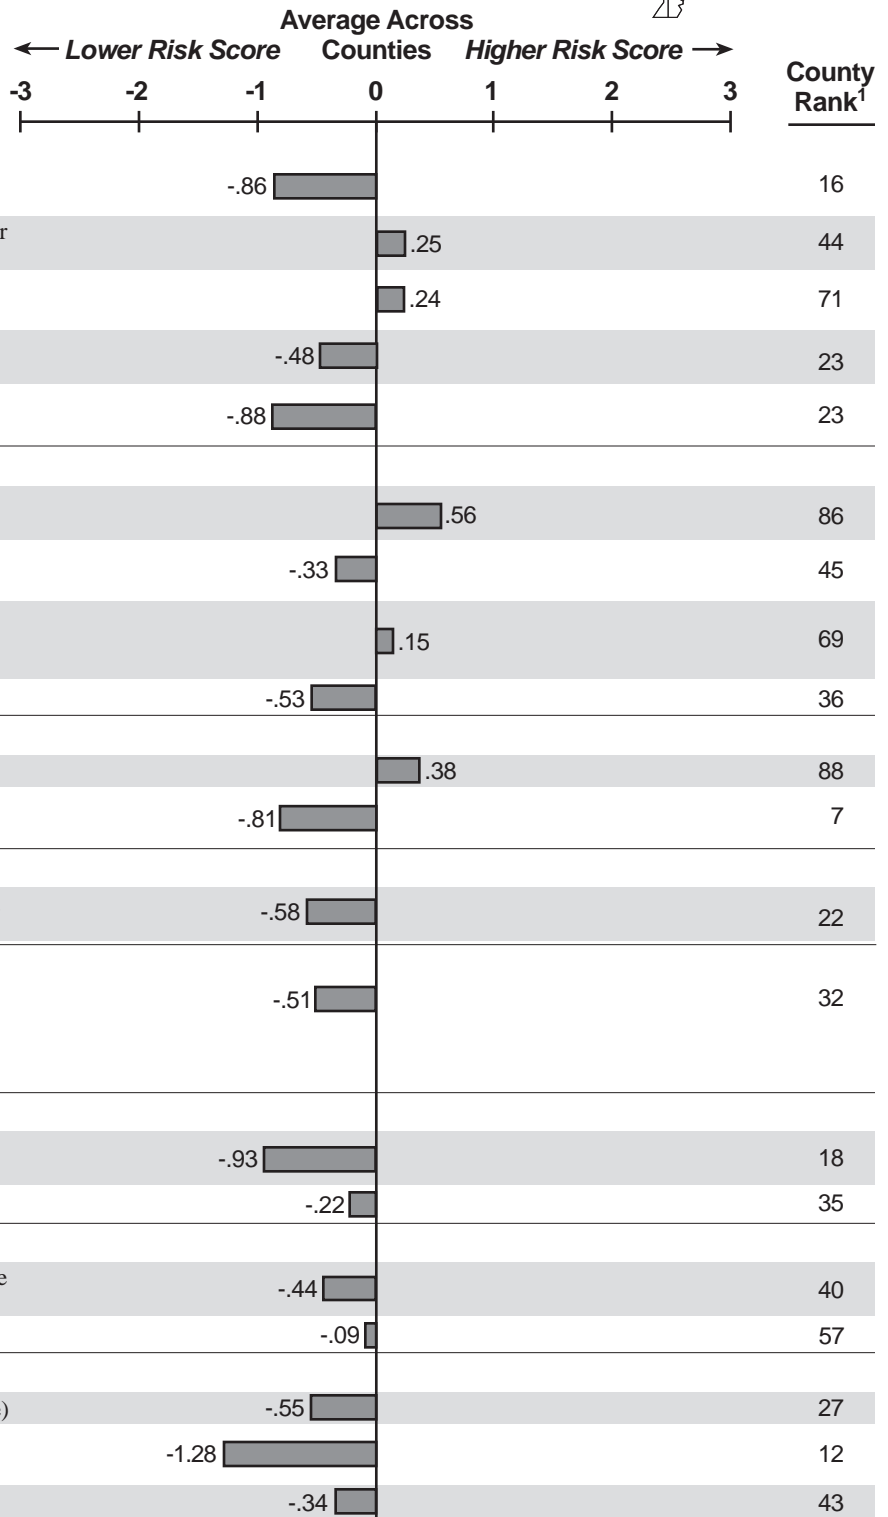 Average Across
← Lower Risk Score Counties Higher Risk Score →
County
Rank1
-3 -2 -1 0 1 2 3
-.86 16
r
.25 44
.24 71
-.48 23
-.88 23
.56 86
-.33 45
.15 69
-.53 36
.38 88
-.81 7
-.58 22
-.51 32
-.93 18
-.22 35
e
-.44 40
-.09 57
) -.55 27
-1.28 12
-.34 43